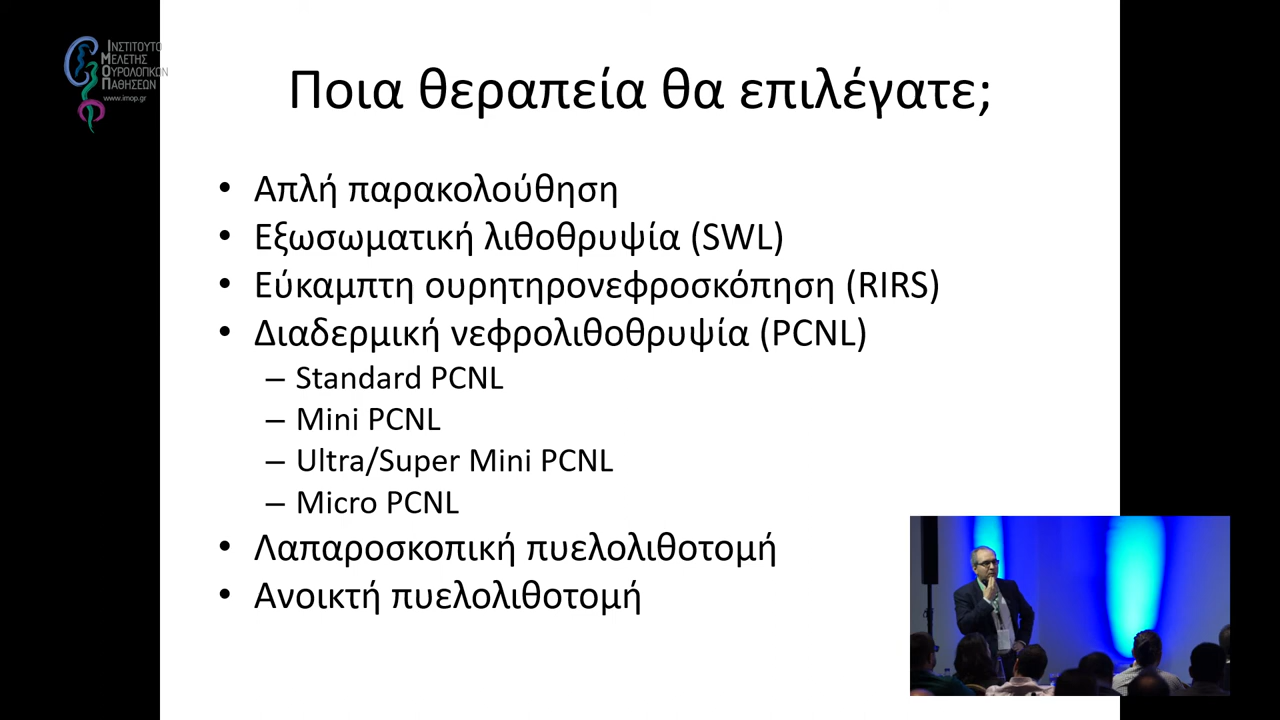 ΙΝΣΤΙΤΟΥΤΟ
ΜΕΛΕΤΗΣ
ΟΥΡΟΛΟΓΙΚΩΝ
ΠΑΘΗΣΕΩΝ
www.imop.gr
Ποια θεραπεία θα επιλέγατε;
• Απλή παρακολούθηση
• Εξωσωματική λιθοθρυψία (SWL)
• Εύκαμπτη ουρητηρονεφροσκόπηση (RIRS)
• Διαδερμική νεφρολιθοθρυψία (PCNL)
– Standard PCNL
– Mini PCNL
– Ultra/Super Mini PCNL
– Micro PCNL
• Λαπαροσκοπική πυελολιθοτομή
• Ανοικτή πυελολιθοτομή